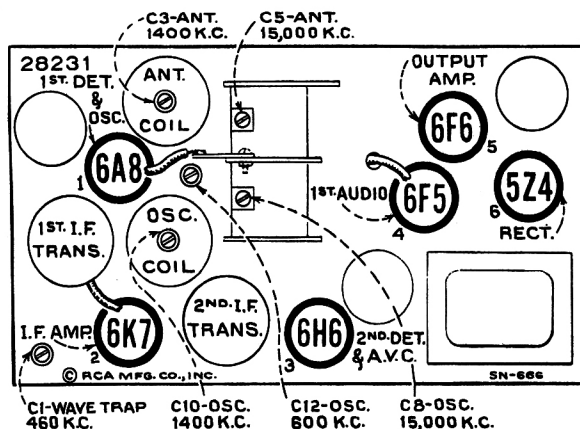 C3-ANT.
1400 K.C.
C5-ANT.
15,000 K.C.
28231
1ST. DET.
&
OSC.
ANT.
COIL
OUTPUT
AMP.
6F6
5
6A8
1
1ST AUDIO
6F5
4
5Z4
6
RECT.
1ST. I.F.
TRANS.
OSC.
COIL
I.F. AMP.
6K7
2
2ND. I.F.
TRANS.
6H6
3
2ND. DET.
& A.V.C.
© RCA MFG. CO., INC.
SN-666
C1-WAVE TRAP
460 K.C.
C10-OSC.
1400 K.C.
C12-OSC.
600 K.C.
C8-OSC.
15,000 K.C.